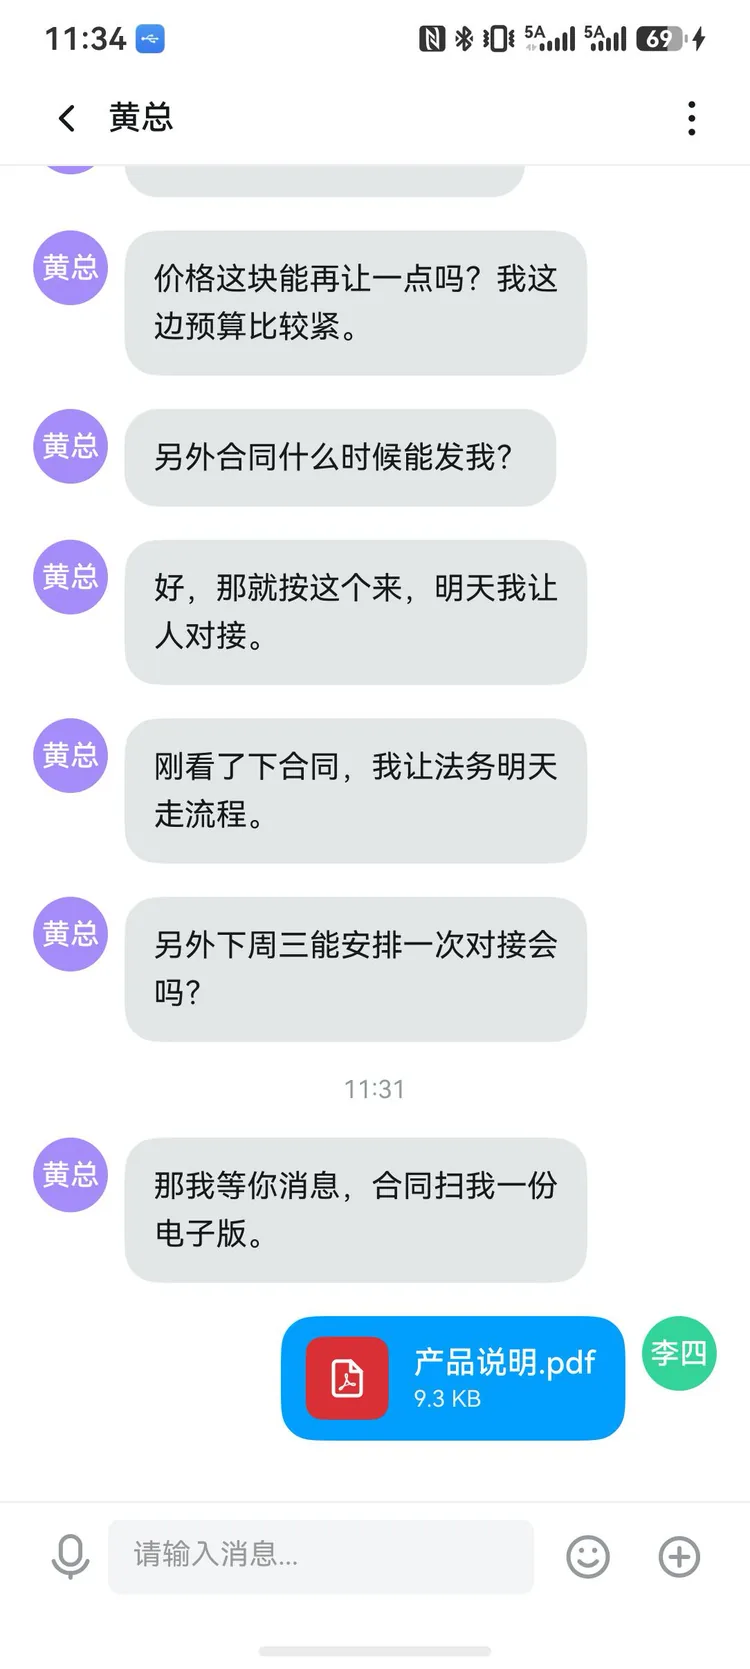 11:34
5A
5A
69
黄总
黄总
价格这块能再让一点吗？我这
边预算比较紧。
黄总
另外合同什么时候能发我？
黄总
好，那就按这个来，明天我让
人对接。
黄总
刚看了下合同，我让法务明天
走流程。
黄总
另外下周三能安排一次对接会
吗？
11:31
黄总
那我等你消息，合同扫我一份
电子版。
产品说明.pdf
9.3 KB
李四
请输入消息...